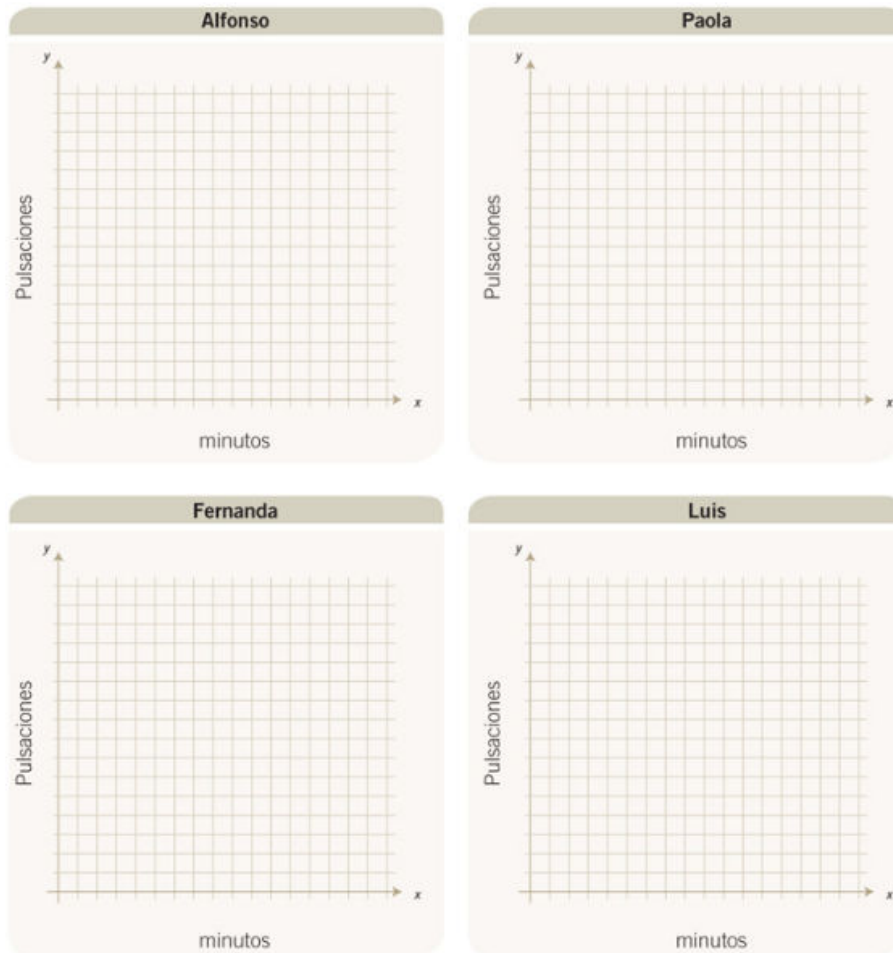 Alfonso
y
Pulsaciones
x
minutos
Paola
y
Pulsaciones
x
minutos
Fernanda
y
Pulsaciones
x
minutos
Luis
y
Pulsaciones
x
minutos